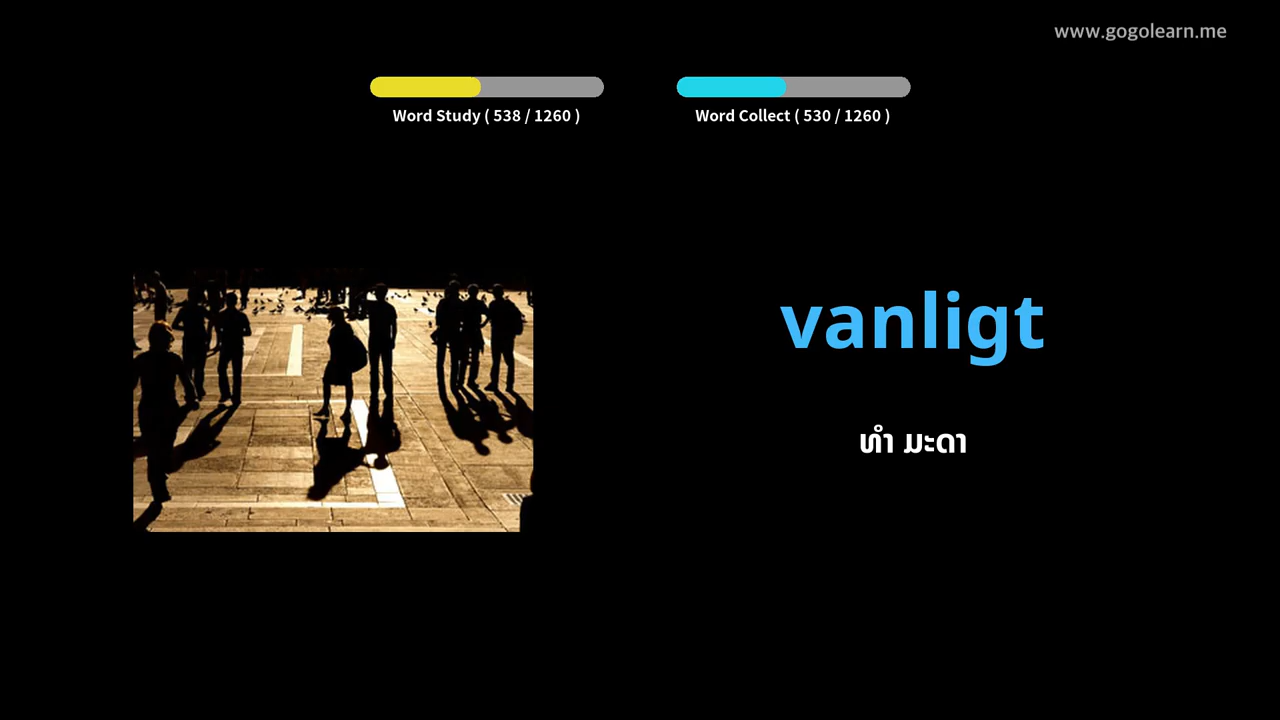 www.gogolearn.me
Word Study ( 538 / 1260 )
Word Collect ( 530 / 1260 )
vanligt
ທຳ ມະດາ